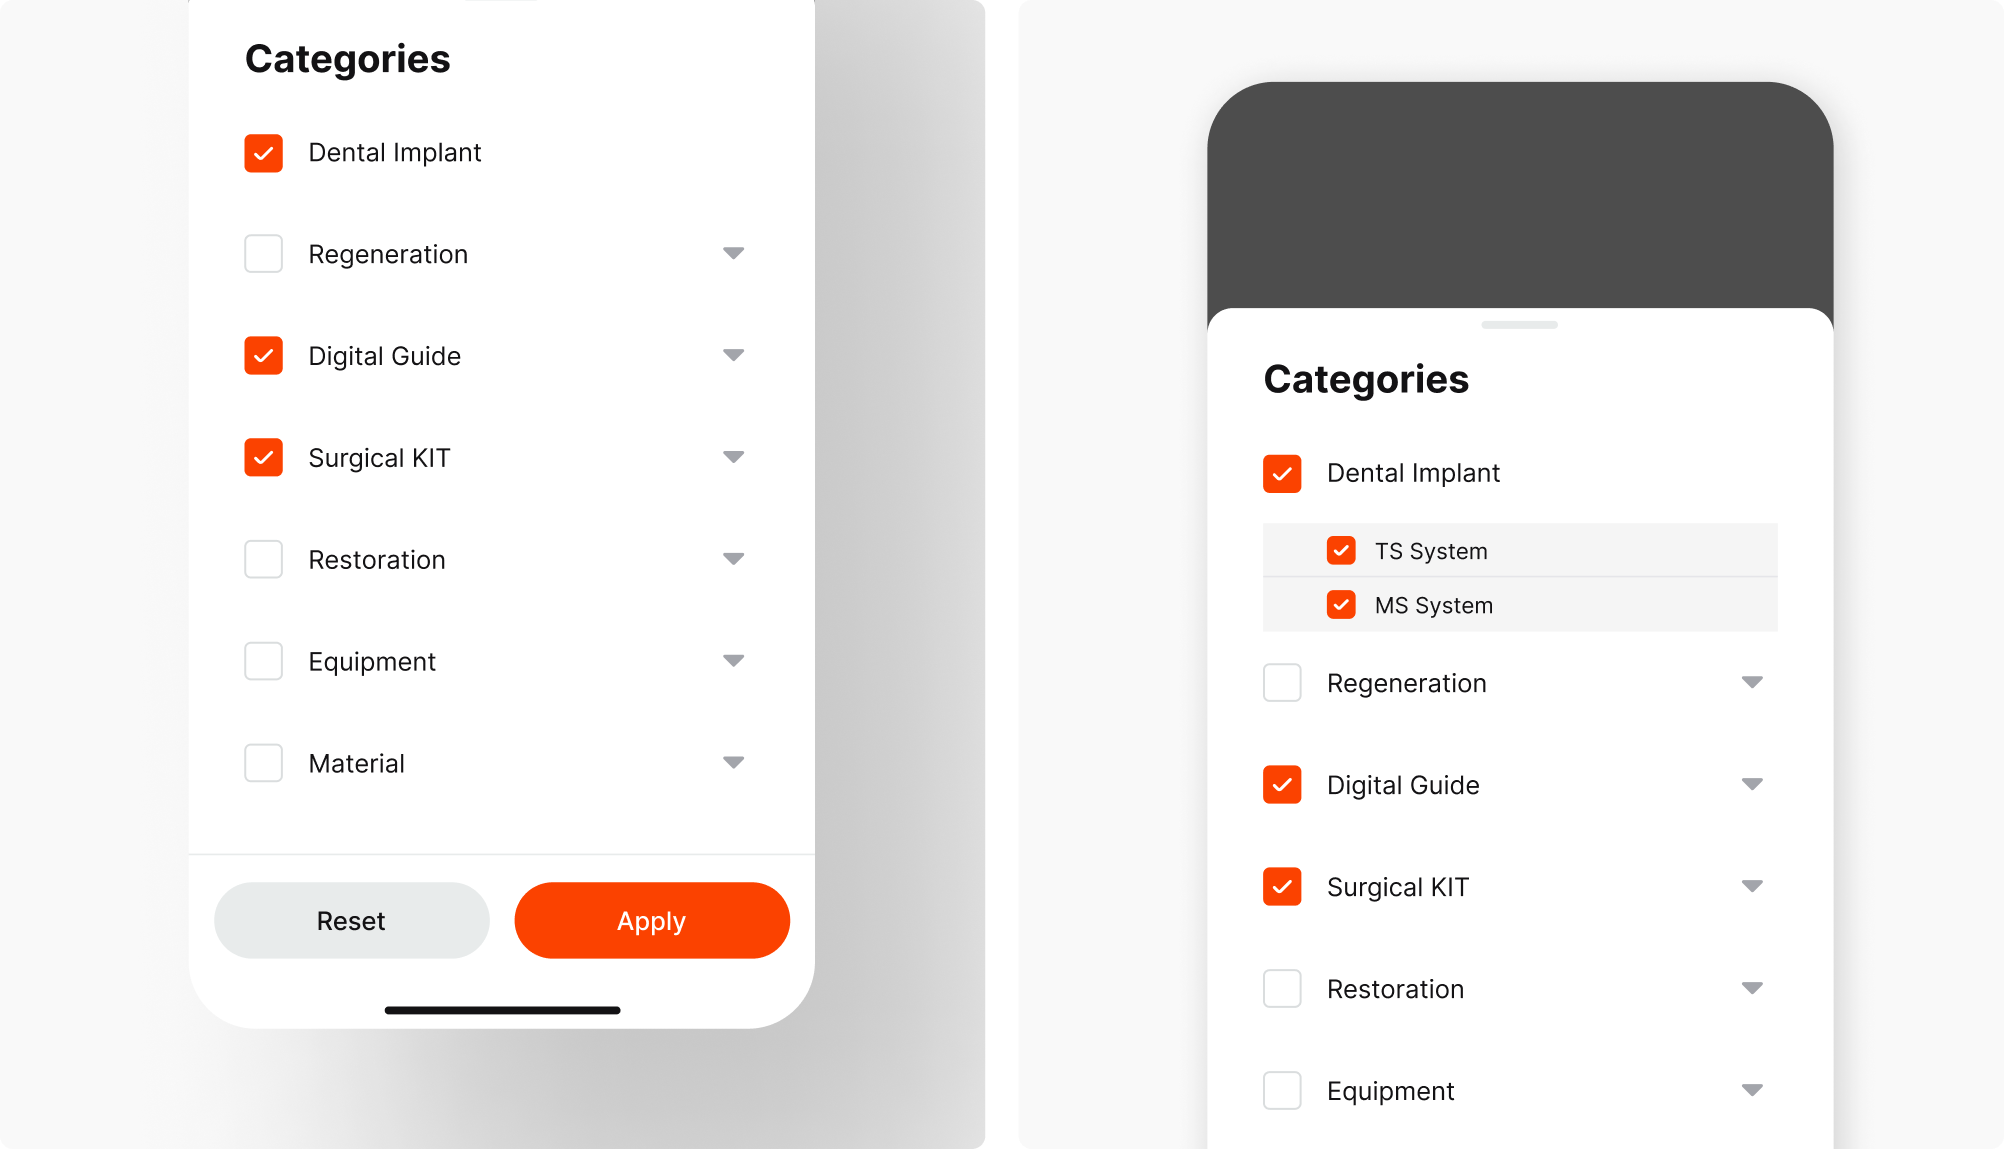 Categories
Dental Implant
Regeneration
Digital Guide
Surgical KIT
Restoration
Equipment
Material
Reset
Apply
Categories
Dental Implant
TS System
MS System
Regeneration
Digital Guide
Surgical KIT
Restoration
Equipment